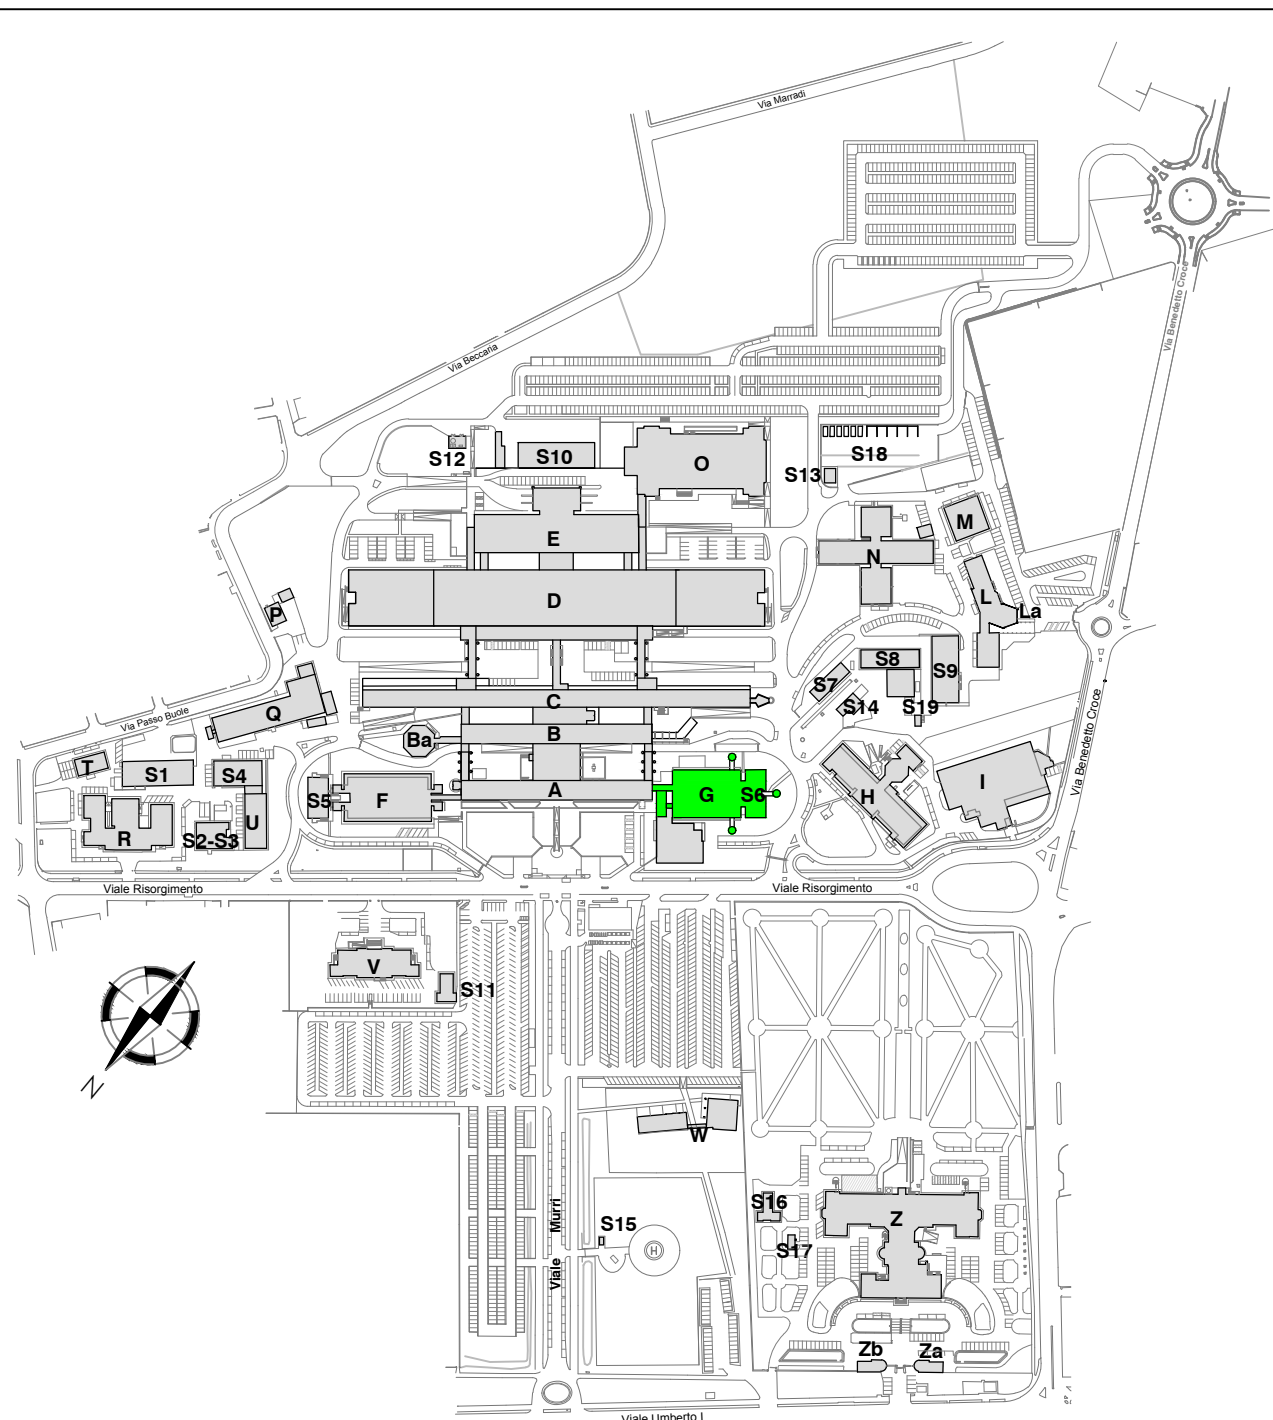 Via Marradi
Via Benedetto Croce
Via Beccaria
S12
S10
O
S13
S18
M
E
N
D
L
La
P
S8
S9
S7
C
S14
S19
Q
Via Passo Buole
Ba
B
Via Benedetto Croce
T
S1
S4
S5
F
A
G
S6
H
I
R
S2-S3
U
Viale Risorgimento
Viale Risorgimento
V
S11
N
W
S16
Z
S15
H
S17
Viale Murri
Zb
Za
Viale Umberto I